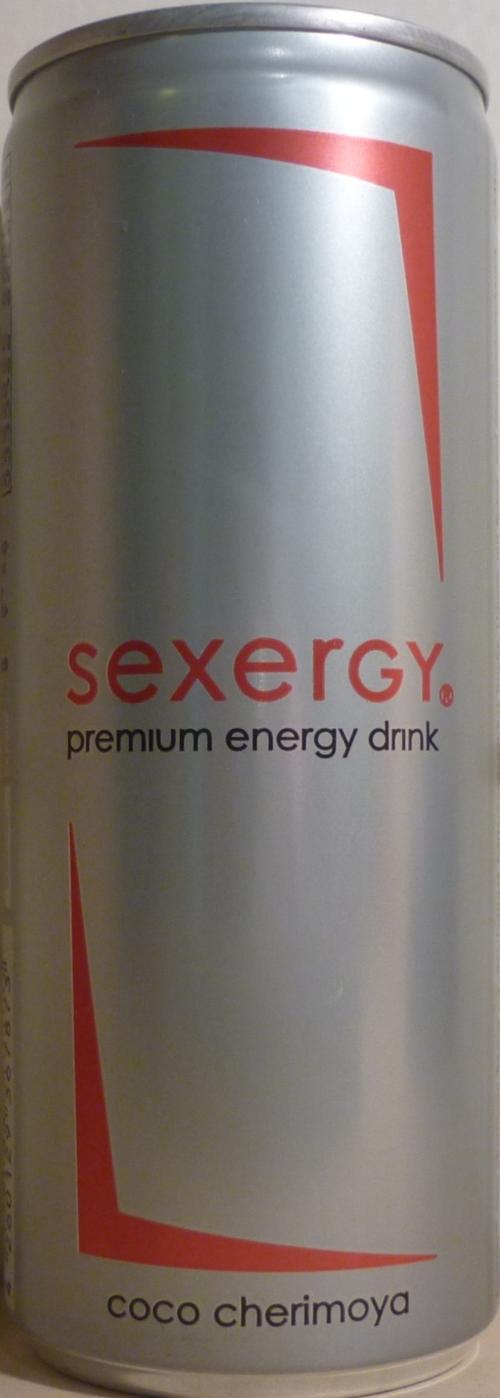 sexerGY®
premium energy drink
coco cherimoya